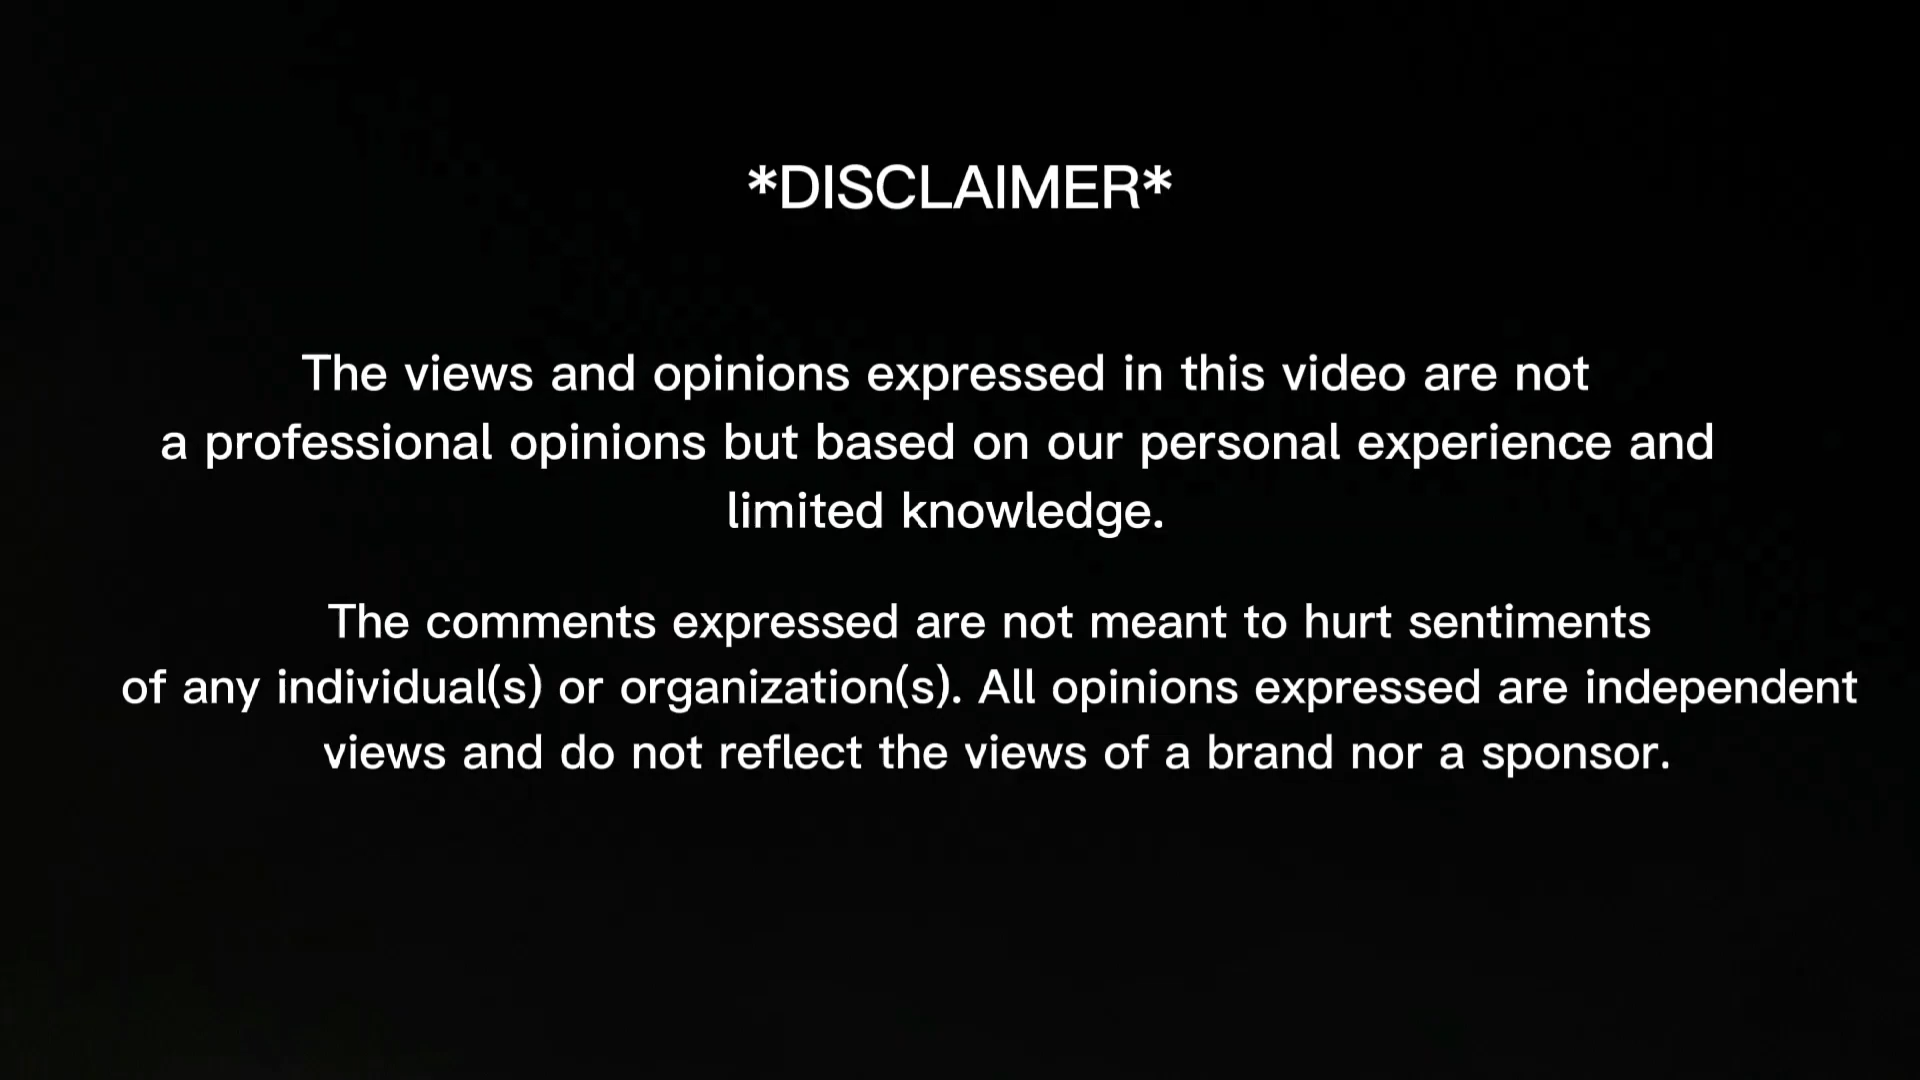 *DISCLAIMER*
The views and opinions expressed in this video are not
a professional opinions but based on our personal experience and
limited knowledge.
The comments expressed are not meant to hurt sentiments
of any individual(s) or organization(s). All opinions expressed are independent
views and do not reflect the views of a brand nor a sponsor.